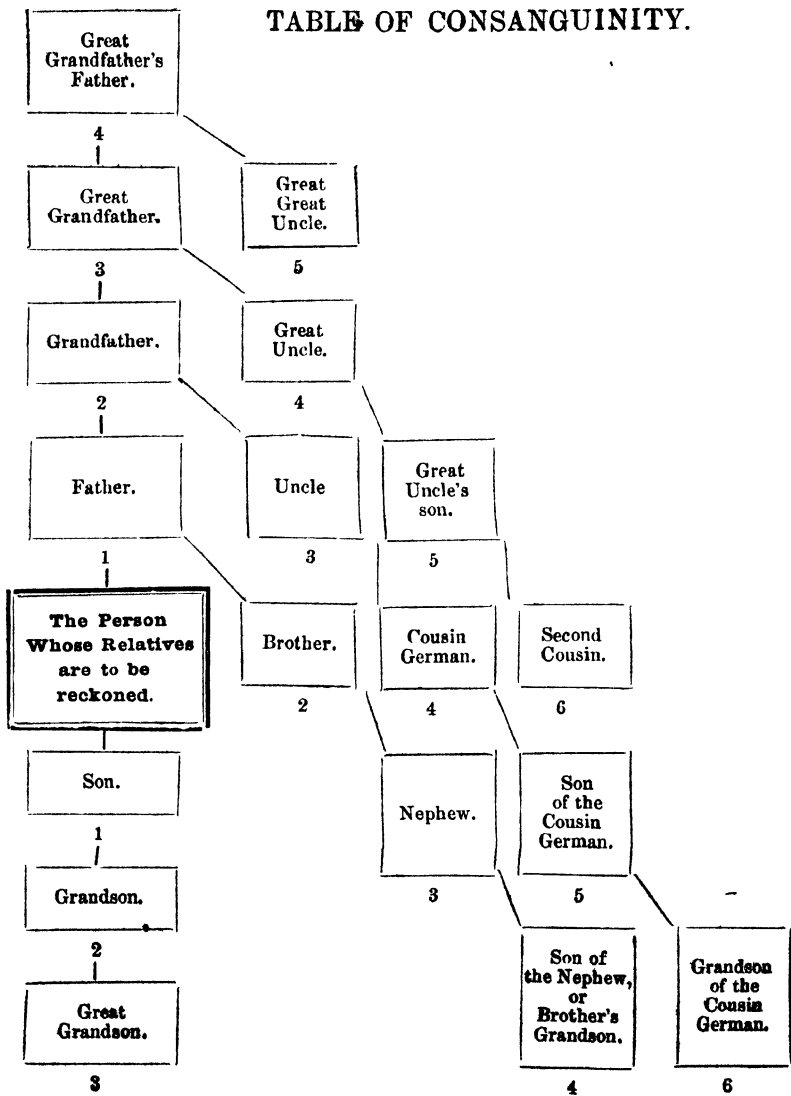 TABLE OF CONSANGUINITY.
Great
Grandfather's
Father.
4
Great
Grandfather.
3
Great
Great
Uncle.
5
Grandfather.
2
Great
Uncle.
4
Father.
1
Uncle
3
Great
Uncle's
son.
5
The Person
Whose Relatives
are to be
reckoned.
Brother.
2
Cousin
German.
4
Second
Cousin.
6
Son.
1
Nephew.
3
Son
of the
Cousin
German.
5
Grandson.
2
Great
Grandson.
3
Son of
the Nephew,
or
Brother's
Grandson.
4
Grandson
of the
Cousin
German.
6